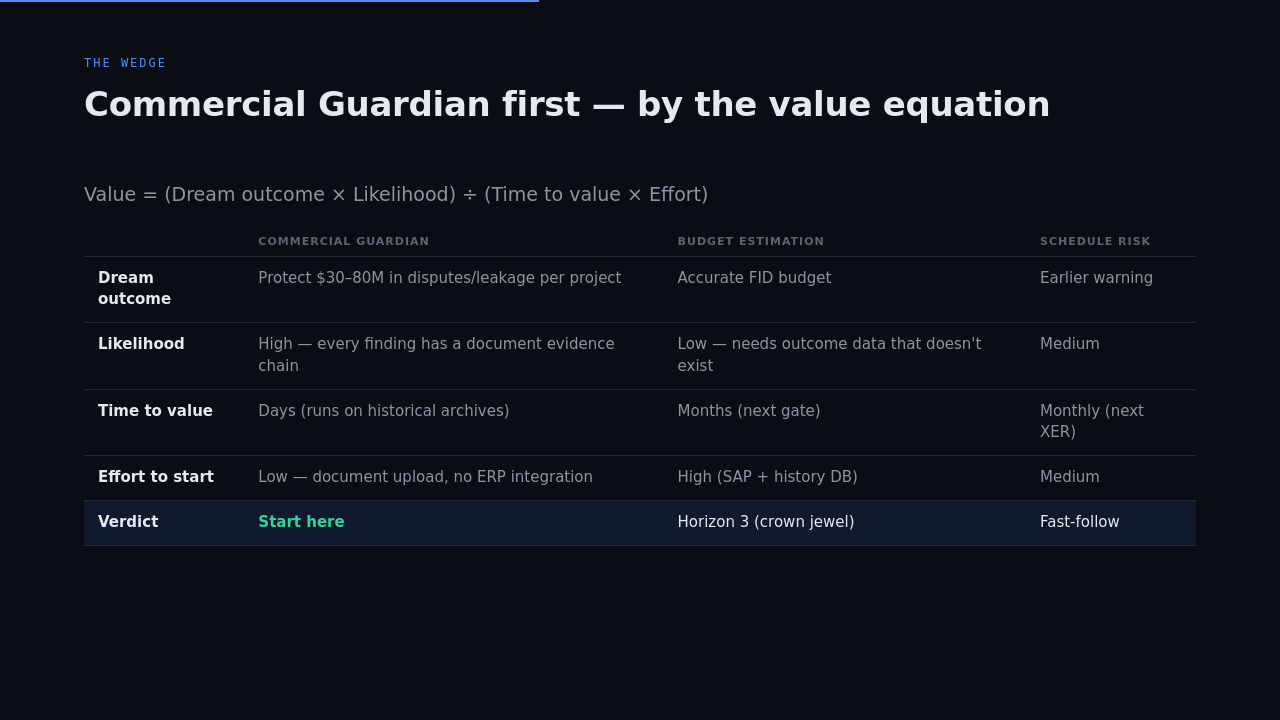 THE WEDGE
Commercial Guardian first — by the value equation
Value = (Dream outcome × Likelihood) ÷ (Time to value × Effort)
COMMERCIAL GUARDIAN BUDGET ESTIMATION SCHEDULE RISK
Dream outcome Protect $30–80M in disputes/leakage per project Accurate FID budget Earlier warning
Likelihood High — every finding has a document evidence chain Low — needs outcome data that doesn't exist Medium
Time to value Days (runs on historical archives) Months (next gate) Monthly (next XER)
Effort to start Low — document upload, no ERP integration High (SAP + history DB) Medium
Verdict Start here Horizon 3 (crown jewel) Fast-follow